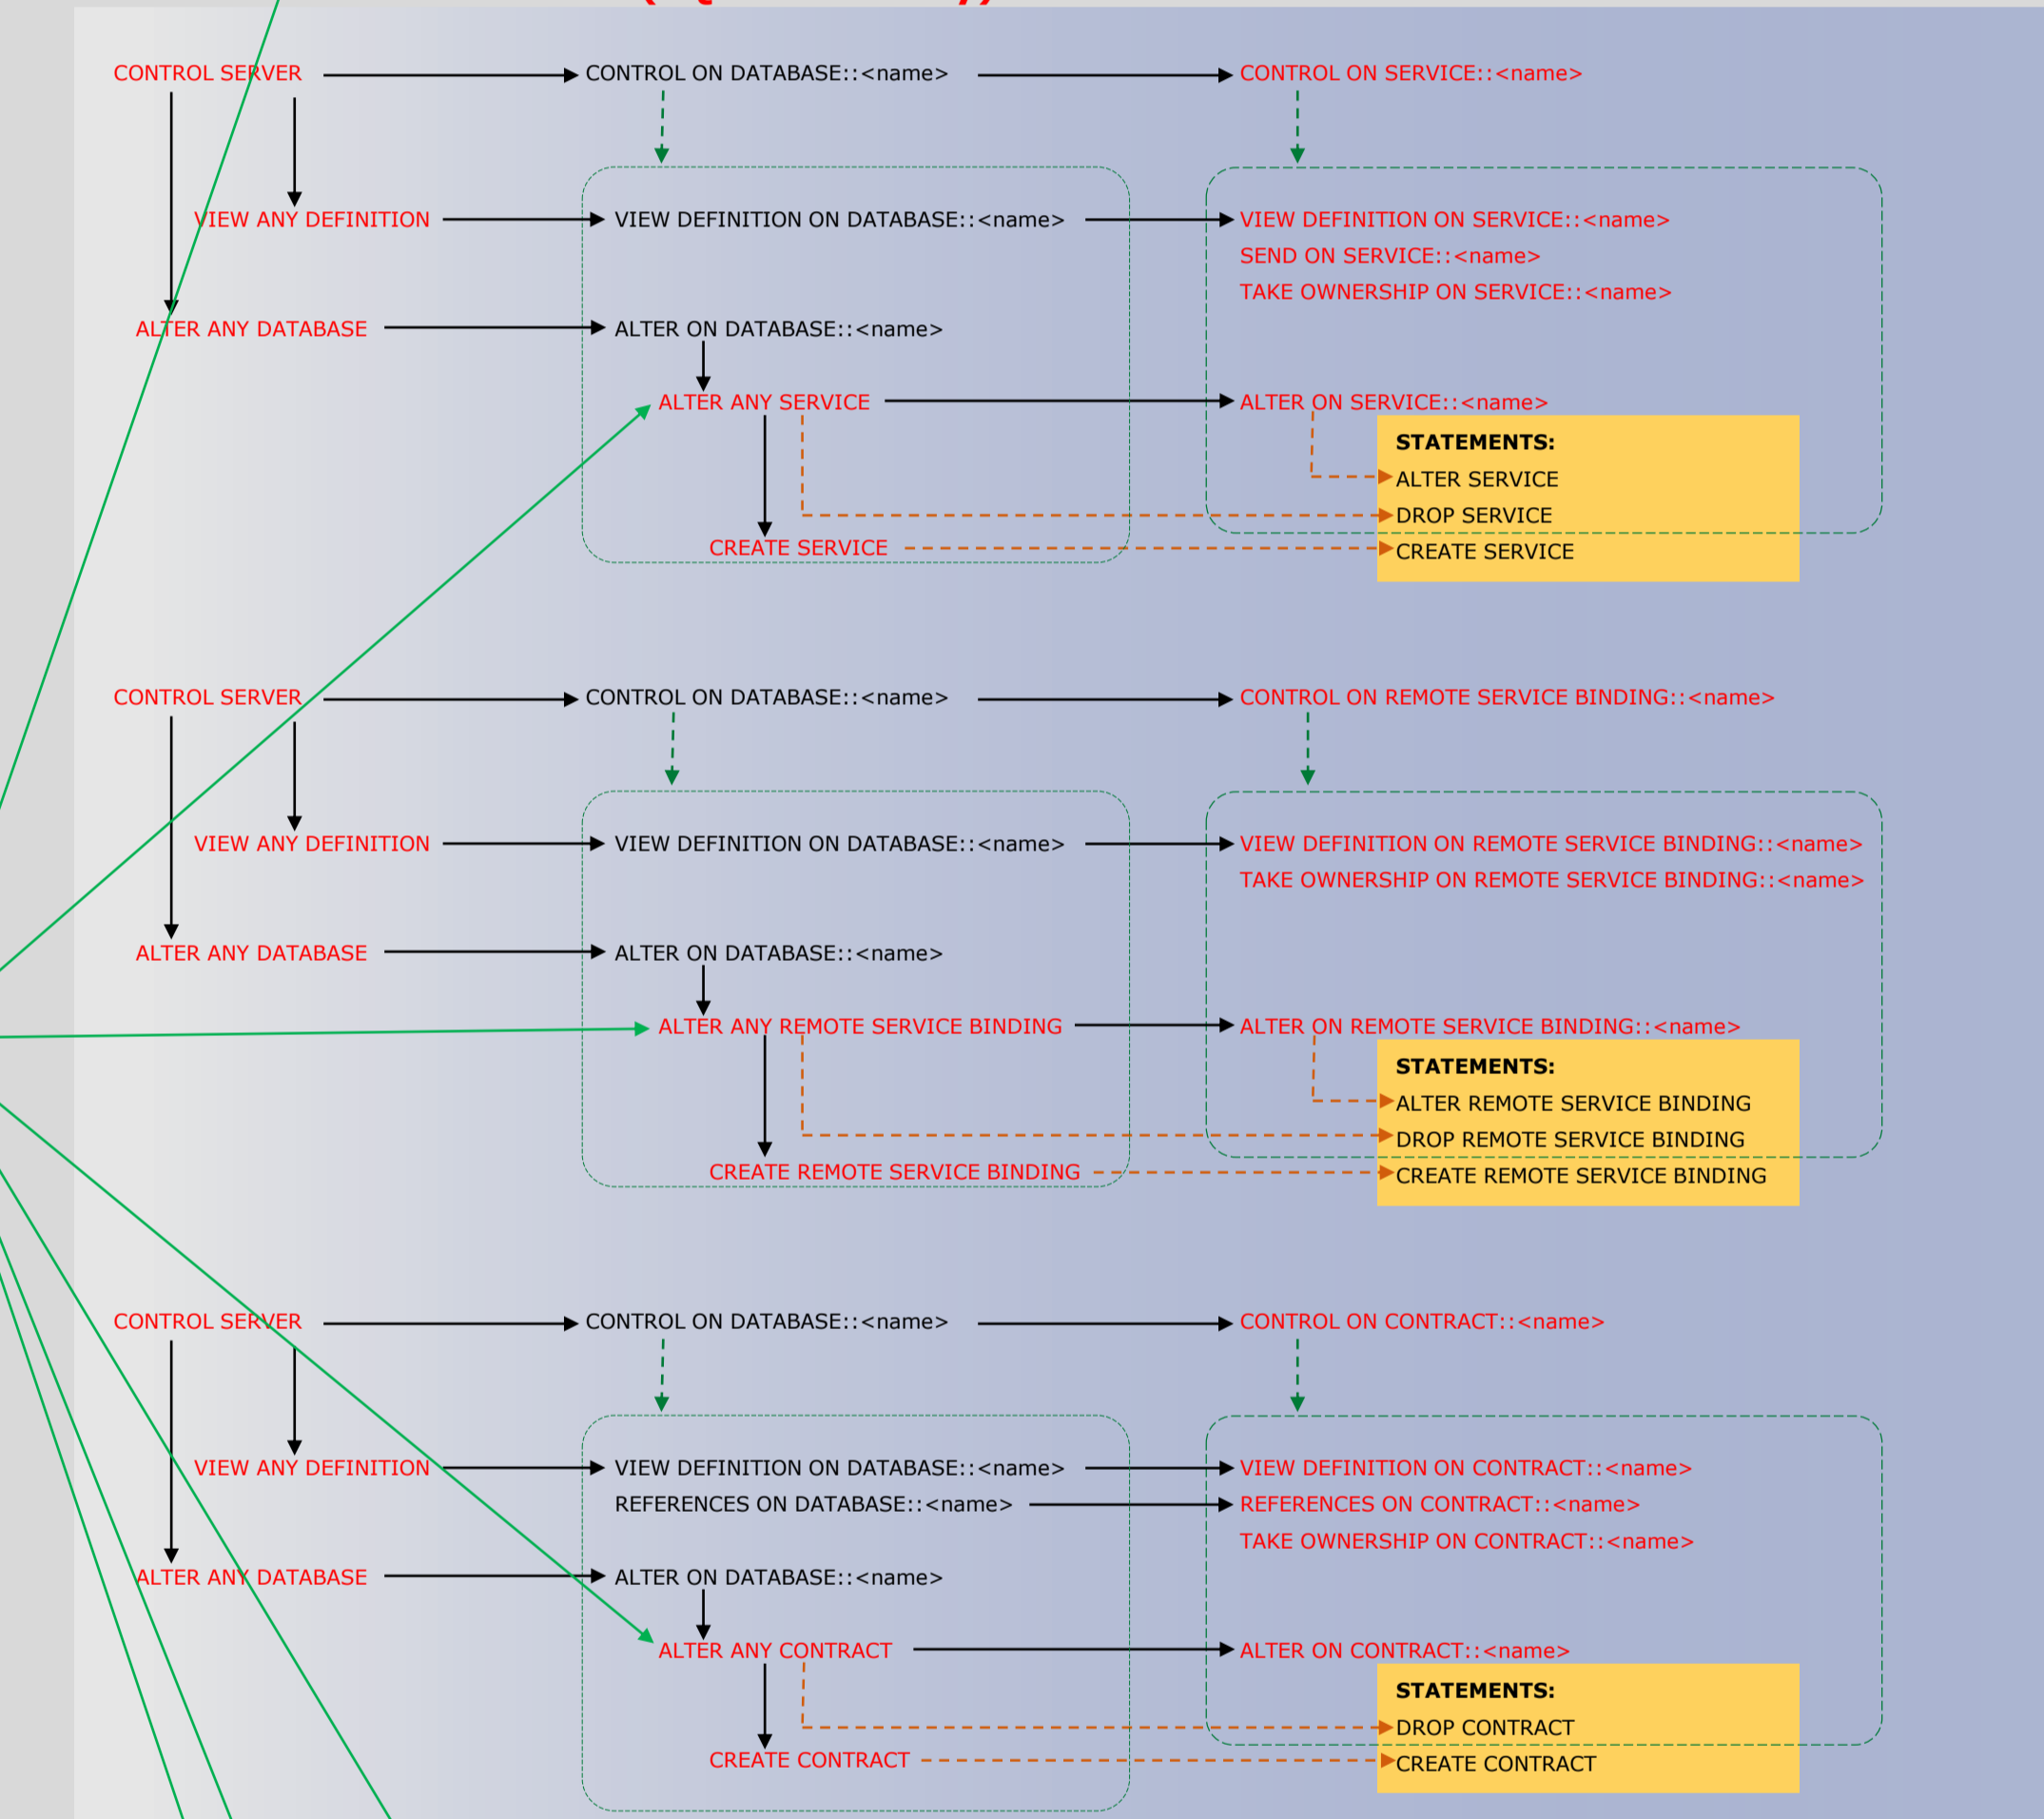 CONTROL SERVER CONTROL ON DATABASE::<name> CONTROL ON SERVICE::<name>
VIEW ANY DEFINITION VIEW DEFINITION ON DATABASE::<name> VIEW DEFINITION ON SERVICE::<name>
SEND ON SERVICE::<name>
TAKE OWNERSHIP ON SERVICE::<name>
ALTER ANY DATABASE ALTER ON DATABASE::<name>
ALTER ANY SERVICE ALTER ON SERVICE::<name>
STATEMENTS:
ALTER SERVICE
DROP SERVICE
CREATE SERVICE CREATE SERVICE
CONTROL SERVER CONTROL ON DATABASE::<name> CONTROL ON REMOTE SERVICE BINDING::<name>
VIEW ANY DEFINITION VIEW DEFINITION ON DATABASE::<name> VIEW DEFINITION ON REMOTE SERVICE BINDING::<name>
TAKE OWNERSHIP ON REMOTE SERVICE BINDING::<name>
ALTER ANY DATABASE ALTER ON DATABASE::<name>
ALTER ANY REMOTE SERVICE BINDING ALTER ON REMOTE SERVICE BINDING::<name>
STATEMENTS:
ALTER REMOTE SERVICE BINDING
DROP REMOTE SERVICE BINDING
CREATE REMOTE SERVICE BINDING CREATE REMOTE SERVICE BINDING
CONTROL SERVER CONTROL ON DATABASE::<name> CONTROL ON CONTRACT::<name>
VIEW ANY DEFINITION VIEW DEFINITION ON DATABASE::<name> VIEW DEFINITION ON CONTRACT::<name>
REFERENCES ON DATABASE::<name> REFERENCES ON CONTRACT::<name>
TAKE OWNERSHIP ON CONTRACT::<name>
ALTER ANY DATABASE ALTER ON DATABASE::<name>
ALTER ANY CONTRACT ALTER ON CONTRACT::<name>
STATEMENTS:
DROP CONTRACT
CREATE CONTRACT CREATE CONTRACT